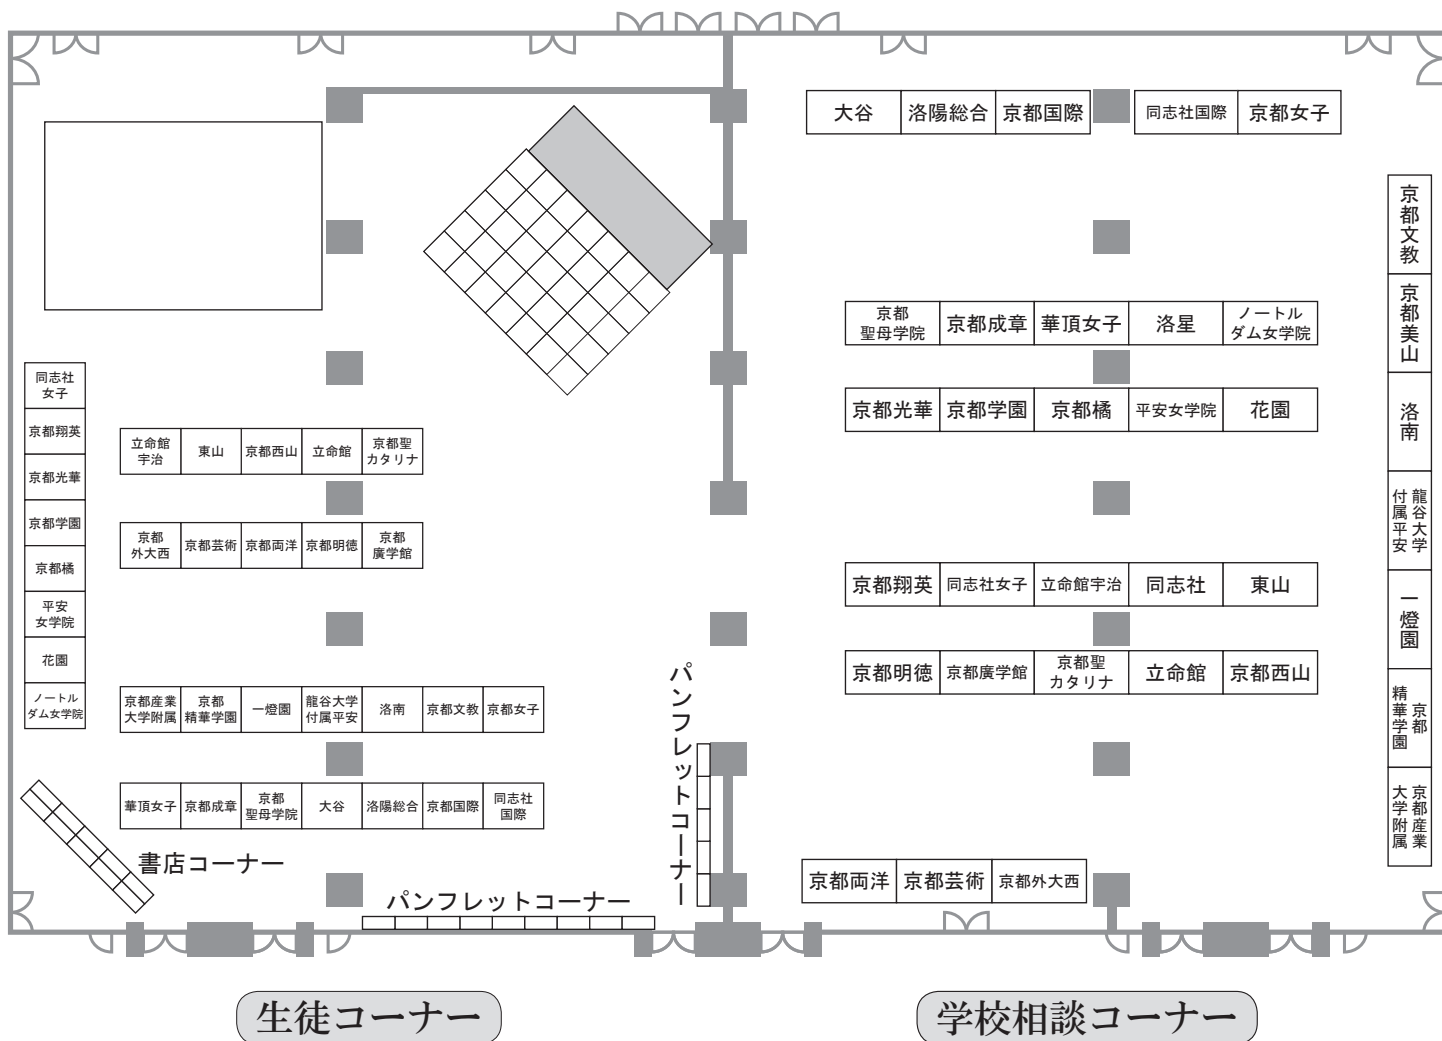 大谷
洛陽総合
京都国際
同志社国際
京都女子
京都文教
京都美山
洛南
龍谷大学
付属平安
一燈園
京都
精華学園
京都産業
大学附属
京都
聖母学院
京都成章
華頂女子
洛星
ノートル
ダム女学院
京都光華
京都学園
京都橘
平安女学院
花園
京都翔英
同志社女子
立命館宇治
同志社
東山
京都明徳
京都廣学館
京都聖
カタリナ
立命館
京都西山
京都両洋
京都芸術
京都外大西
同志社
女子
京都翔英
京都光華
京都学園
京都橘
平安
女学院
花園
ノートル
ダム女学院
立命館
宇治
東山
京都西山
立命館
京都聖
カタリナ
京都
外大西
京都芸術
京都両洋
京都明徳
京都
廣学館
京都産業
大学附属
京都
精華学園
一燈園
龍谷大学
付属平安
洛南
京都文教
京都女子
華頂女子
京都成章
京都
聖母学院
大谷
洛陽総合
京都国際
同志社
国際
書店コーナー
パンフレットコーナー
パンフレットコーナー
生徒コーナー
学校相談コーナー